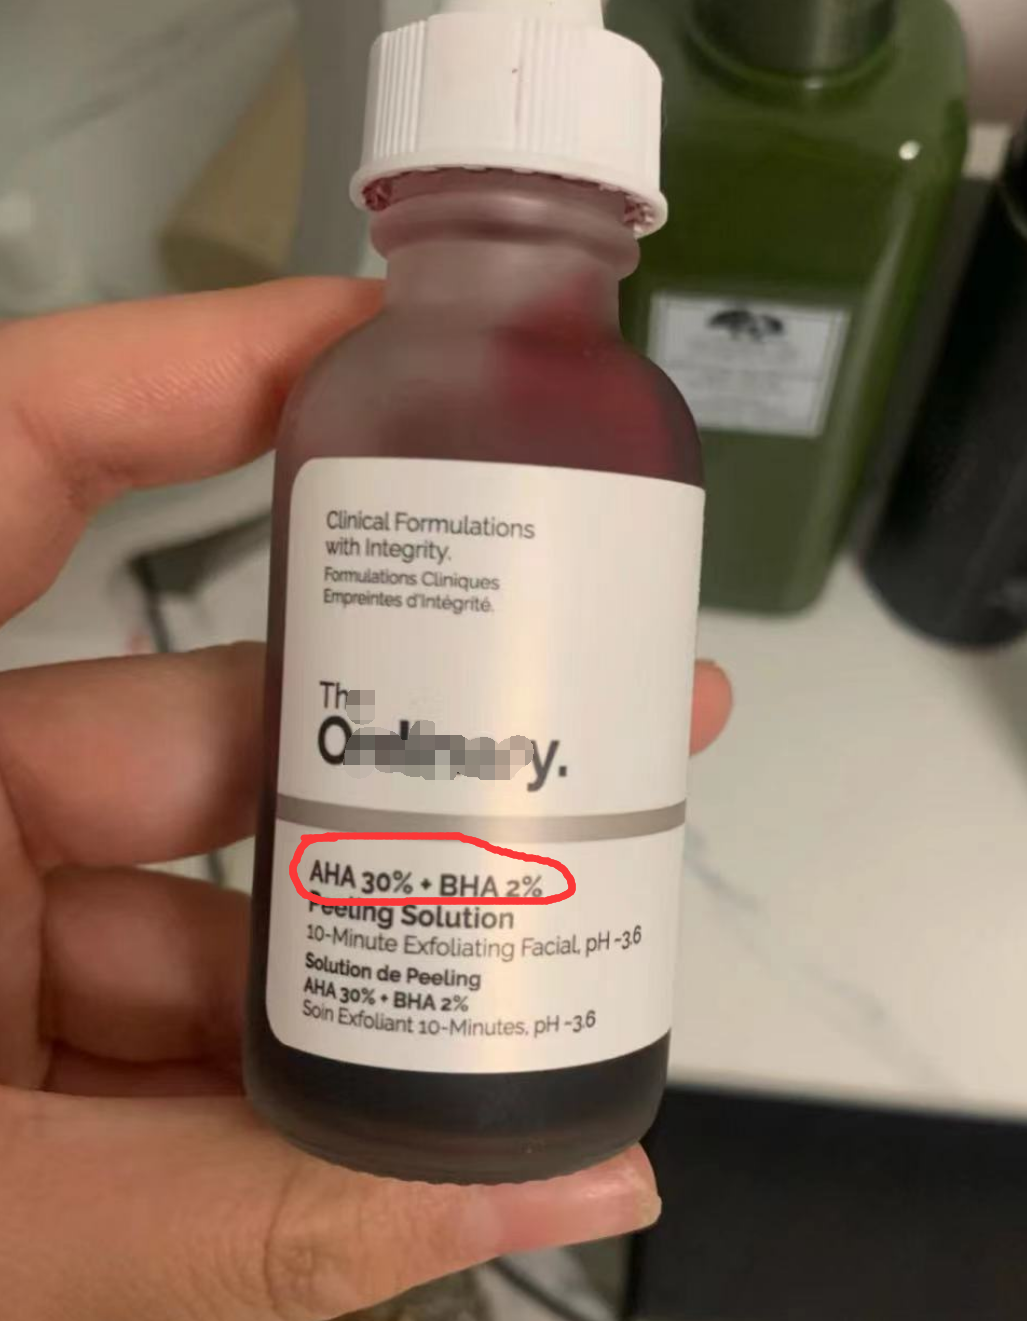 Clinical Formulations
with Integrity.
Formulations Cliniques
Empreintes d'Intégrité.
AHA 30% + BHA 2%
Peeling Solution
10-Minute Exfoliating Facial, pH ~3.6
Solution de Peeling
AHA 30% + BHA 2%
Soin Exfoliant 10-Minutes, pH ~3.6